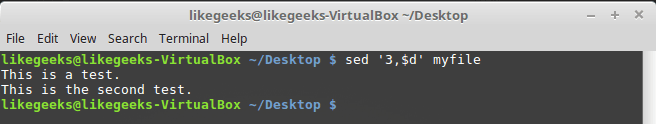 likegeeks@likegeeks-VirtualBox ~/Desktop
File Edit View Search Terminal Help
likegeeks@likegeeks-VirtualBox ~/Desktop $ sed '3,$d' myfile
This is a test.
This is the second test.
likegeeks@likegeeks-VirtualBox ~/Desktop $